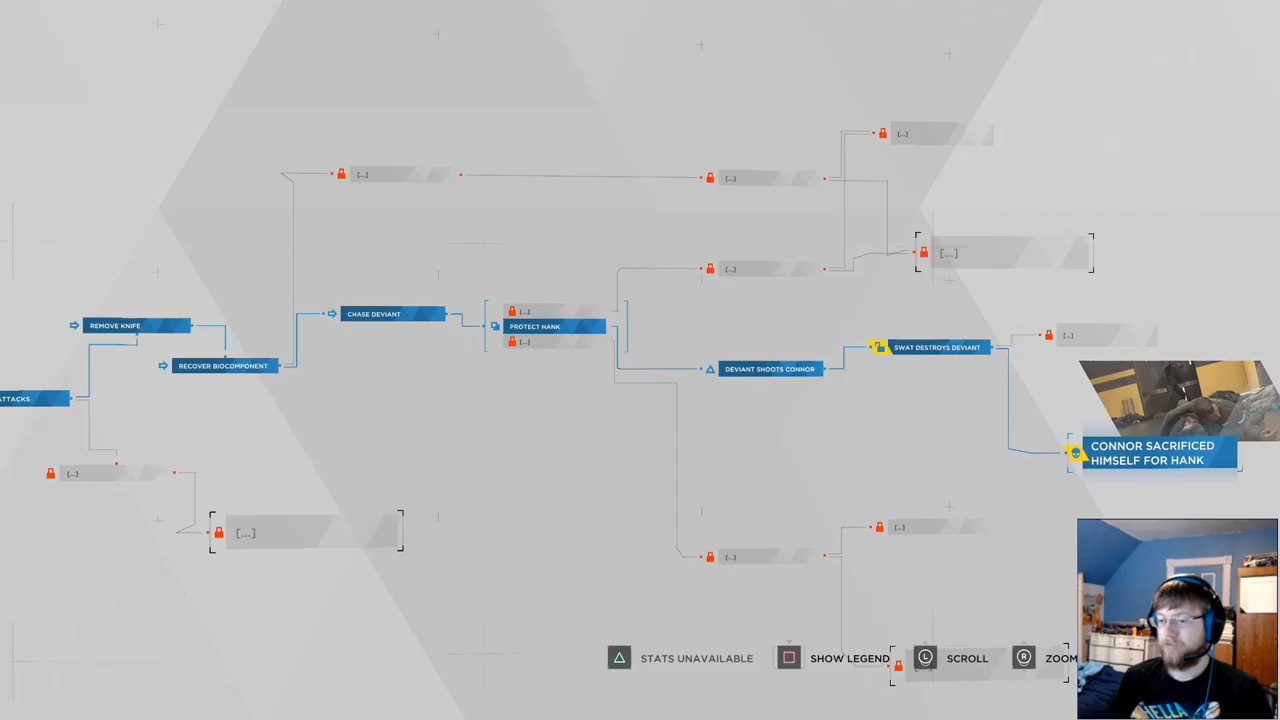 [...]
[...]
[...]
[...]
[...]
[...]
CHASE DEVIANT
[...]
REMOVE KNIFE
PROTECT HANK
[...]
[...]
SWAT DESTROYS DEVIANT
RECOVER BIOCOMPONENT
DEVIANT SHOOTS CONNOR
ATTACKS
CONNOR SACRIFICED
HIMSELF FOR HANK
[...]
[...]
[...]
[...]
STATS UNAVAILABLE
SHOW LEGEND
L
SCROLL
R
ZOOM
HELLA